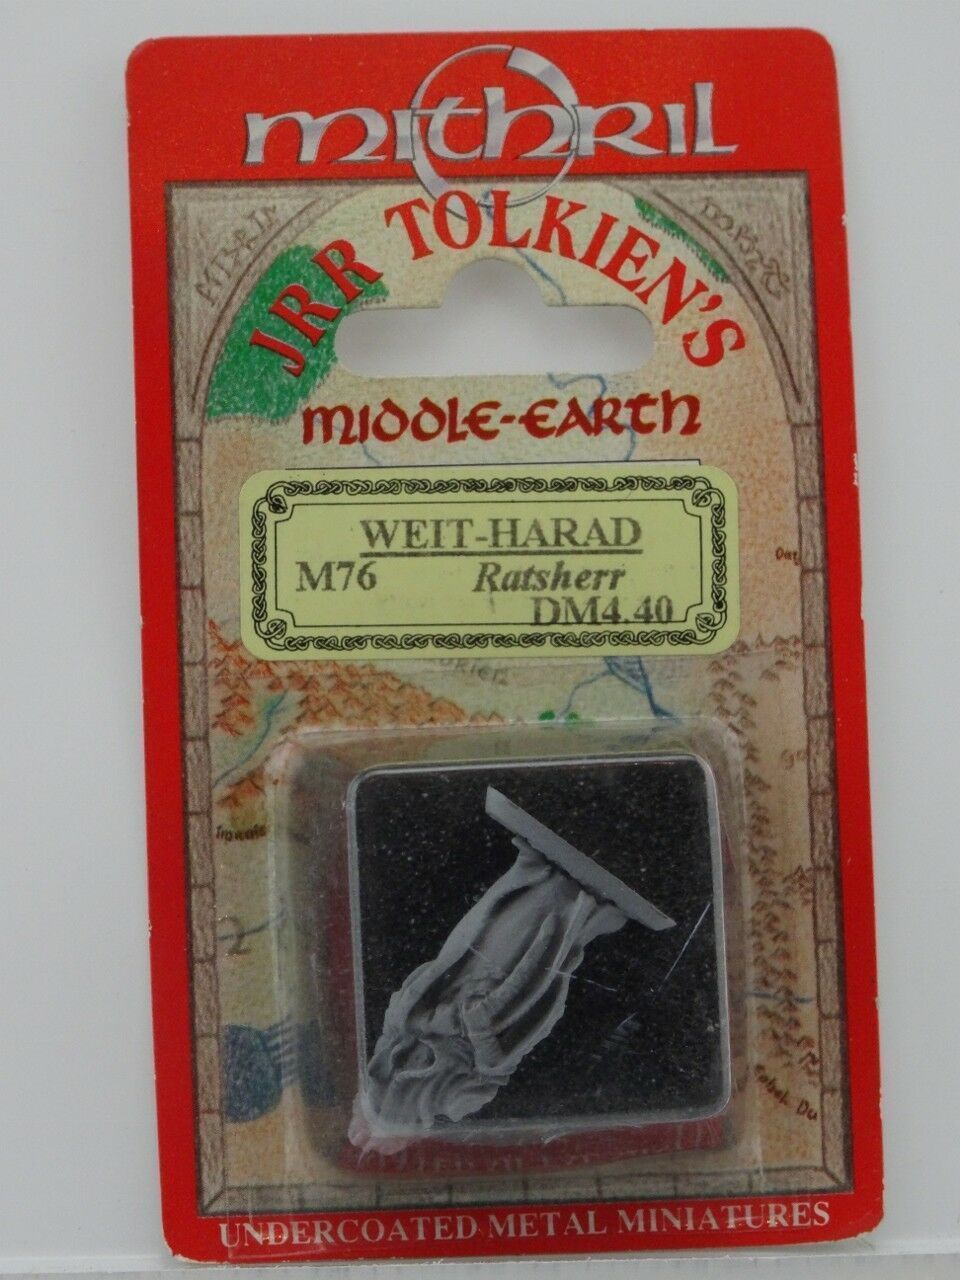 mithril
JRR TOLKIEN'S
MIDDLE-EARTH
WEIT-HARAD
M76 Ratsherr
DM4.40
UNDERCOATED METAL MINIATURES